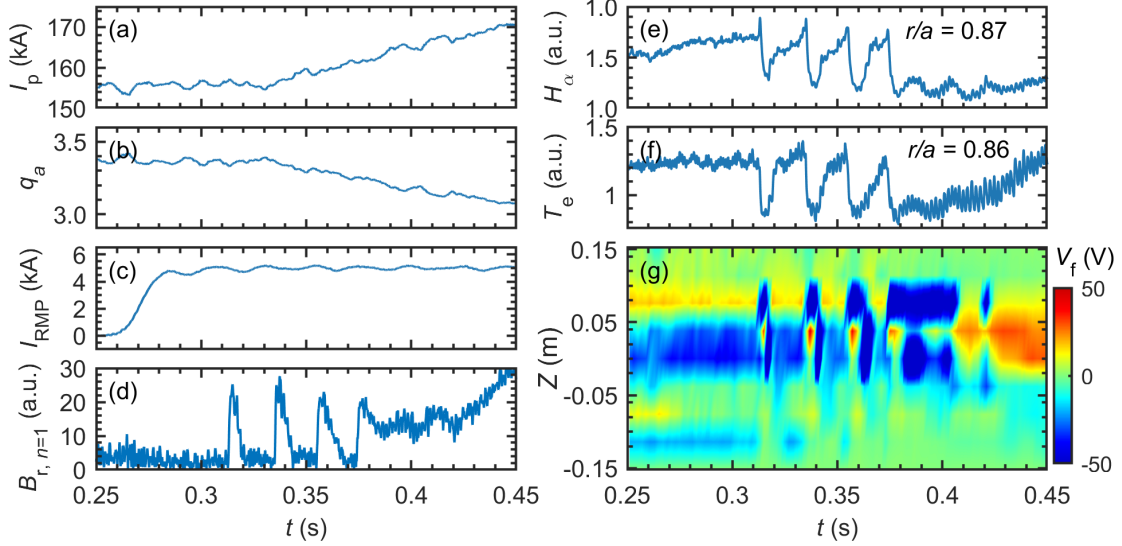 (a)
I_p (kA)
170
160
150
(b)
q_a
3.5
3.0
(c)
I_RMP (kA)
6
4
2
0
(d)
B_r, n=1 (a.u.)
30
20
10
0
0.25 0.3 0.35 0.4 0.45
t (s)
(e) r/a = 0.87
H_α (a.u.)
1.0
1.5
1.0
(f) r/a = 0.86
T_e (a.u.)
1.5
1
(g)
Z (m)
0.15
0.05
-0.05
-0.15
0.25 0.3 0.35 0.4 0.45
t (s)
V_f (V)
50
0
-50